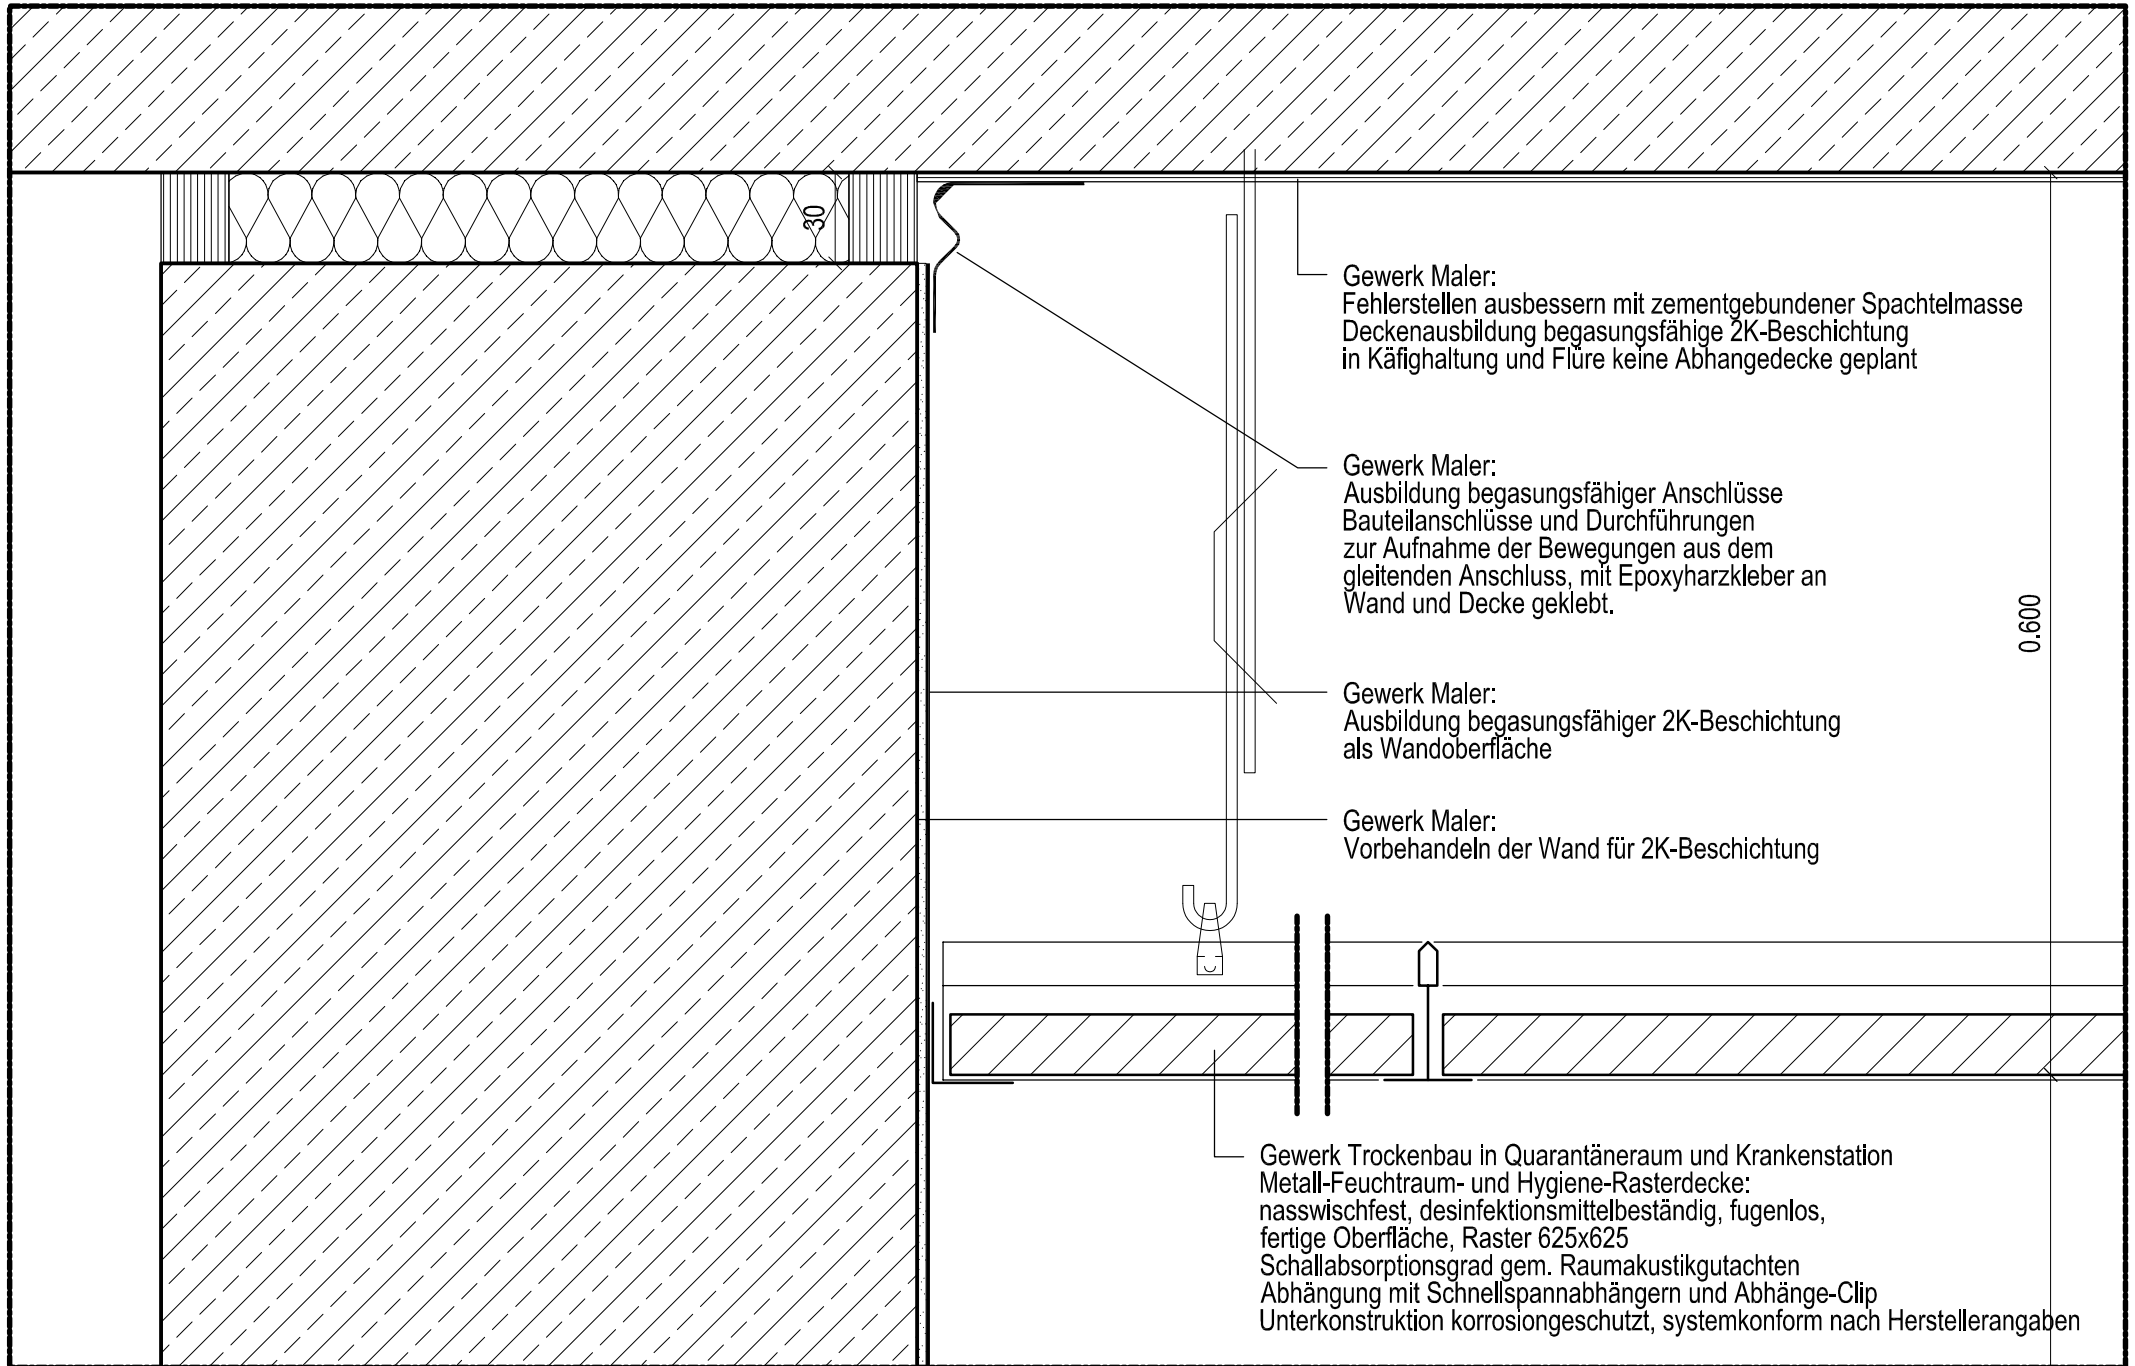 30
Gewerk Maler:
Fehlerstellen ausbessern mit zementgebundener Spachtelmasse
Deckenausbildung begasungsfähige 2K-Beschichtung
in Käfighaltung und Flüre keine Abhangedecke geplant
Gewerk Maler:
Ausbildung begasungsfähiger Anschlüsse
Bauteilanschlüsse und Durchführungen
zur Aufnahme der Bewegungen aus dem
gleitenden Anschluss, mit Epoxyharzkleber an
Wand und Decke geklebt.
0.600
Gewerk Maler:
Ausbildung begasungsfähiger 2K-Beschichtung
als Wandoberfläche
Gewerk Maler:
Vorbehandeln der Wand für 2K-Beschichtung
Gewerk Trockenbau in Quarantäneraum und Krankenstation
Metall-Feuchtraum- und Hygiene-Rasterdecke:
nasswischfest, desinfektionsmittelbeständig, fugenlos,
fertige Oberfläche, Raster 625x625
Schallabsorptionsgrad gem. Raumakustikgutachten
Abhängung mit Schnellspannabhängern und Abhänge-Clip
Unterkonstruktion korrosiongeschutzt, systemkonform nach Herstellerangaben